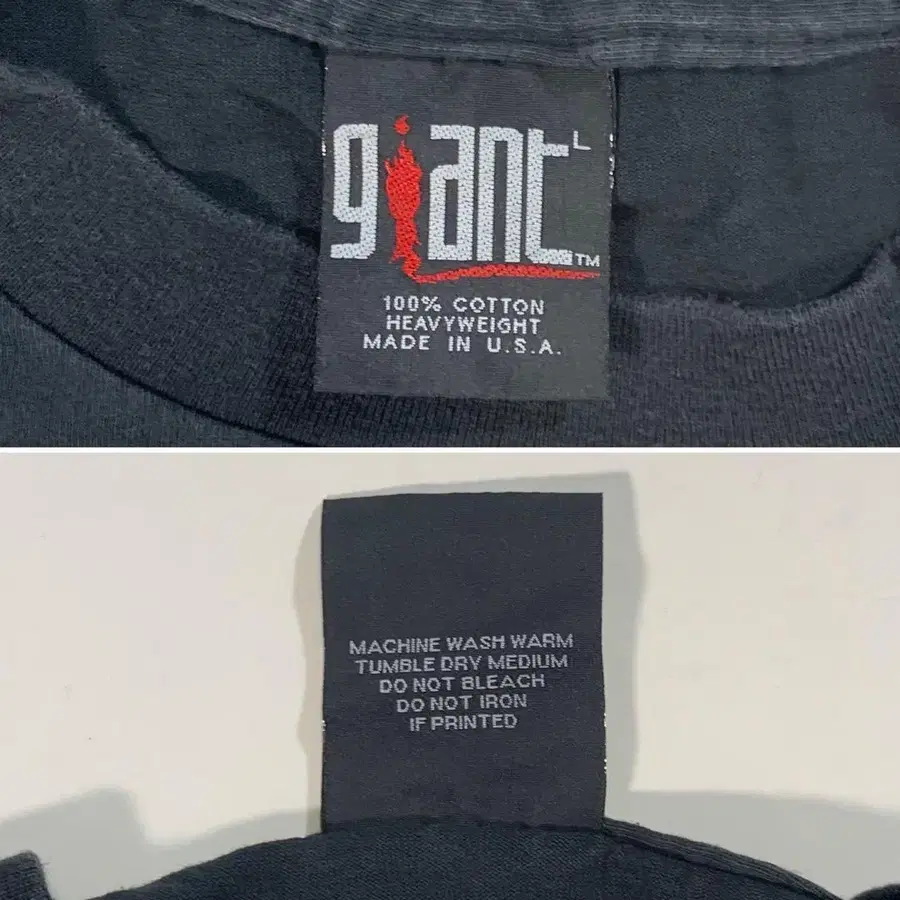 giant L
TM
100% COTTON
HEAVYWEIGHT
MADE IN U.S.A.
MACHINE WASH WARM
TUMBLE DRY MEDIUM
DO NOT BLEACH
DO NOT IRON
IF PRINTED